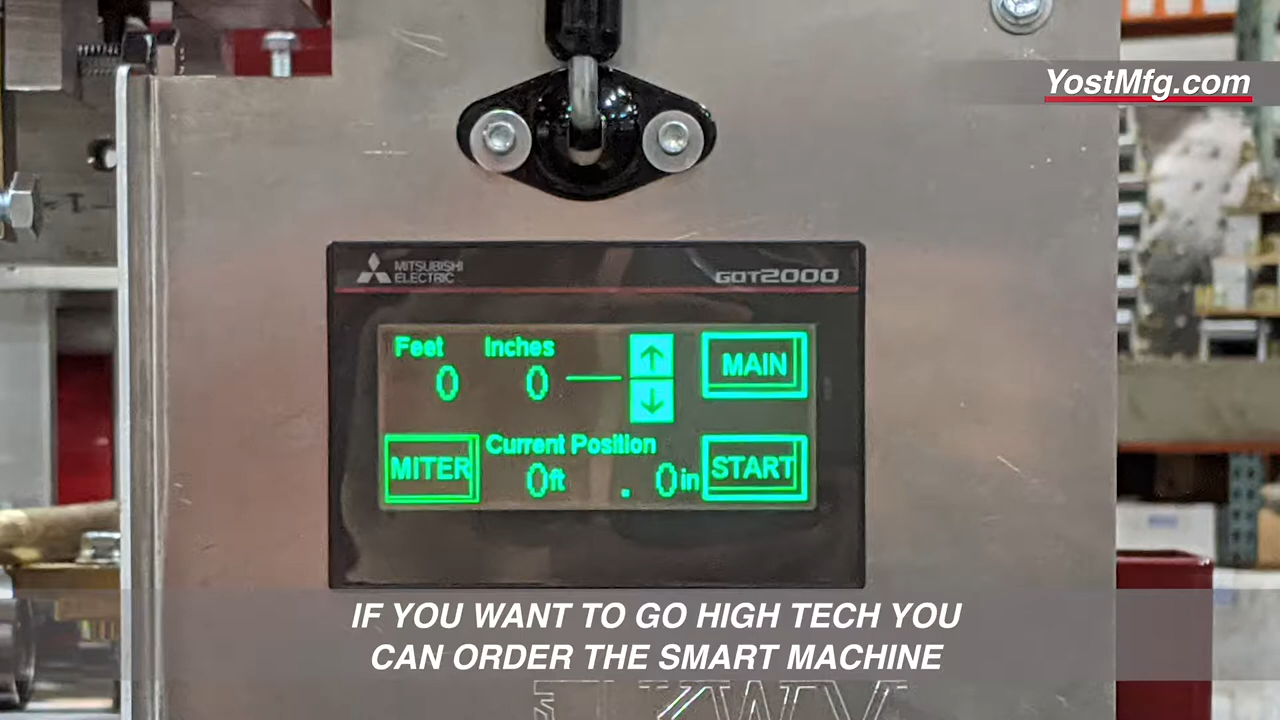 YostMfg.com
MITSUBISHI
ELECTRIC
GOT2000
Feet Inches
0 0
MAIN
MITER
Current Position
0ft . 0in
START
IF YOU WANT TO GO HIGH TECH YOU
CAN ORDER THE SMART MACHINE